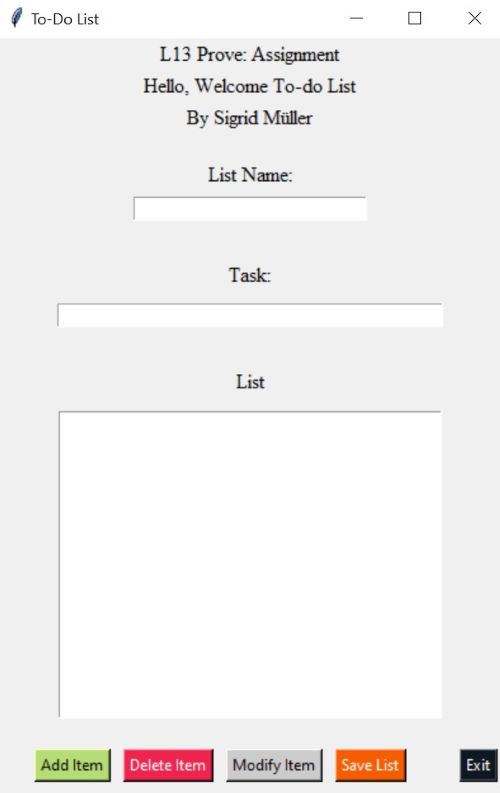 To-Do List
L13 Prove: Assignment
Hello, Welcome To-do List
By Sigrid Müller
List Name:
Task:
List
Add Item Delete Item Modify Item Save List Exit